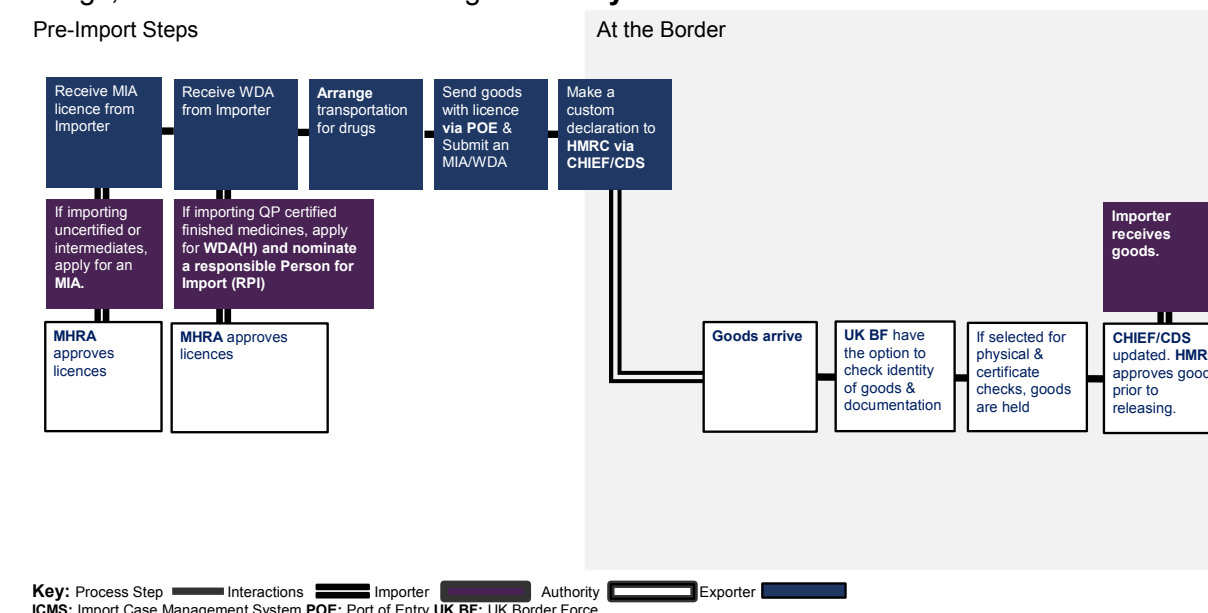 Pre-Import Steps
At the Border
Receive MIA
licence from
Importer
Receive WDA
from Importer
Arrange
transportation
for drugs
Send goods
with licence
via POE &
Submit an
MIA/WDA
Make a
custom
declaration to
HMRC via
CHIEF/CDS
If importing
uncertified or
intermediates,
apply for an
MIA.
If importing QP certified
finished medicines, apply
for WDA(H) and nominate
a responsible Person for
Import (RPI)
Importer
receives
goods.
MHRA
approves
licences
MHRA approves
licences
Goods arrive
UK BF have
the option to
check identity
of goods &
documentation
If selected for
physical &
certificate
checks, goods
are held
CHIEF/CDS
updated. HMR
approves good
prior to
releasing.
Key: Process Step Interactions Importer Authority Exporter
ICMS: Import Case Management System POE: Port of Entry UK BF: UK Border Force